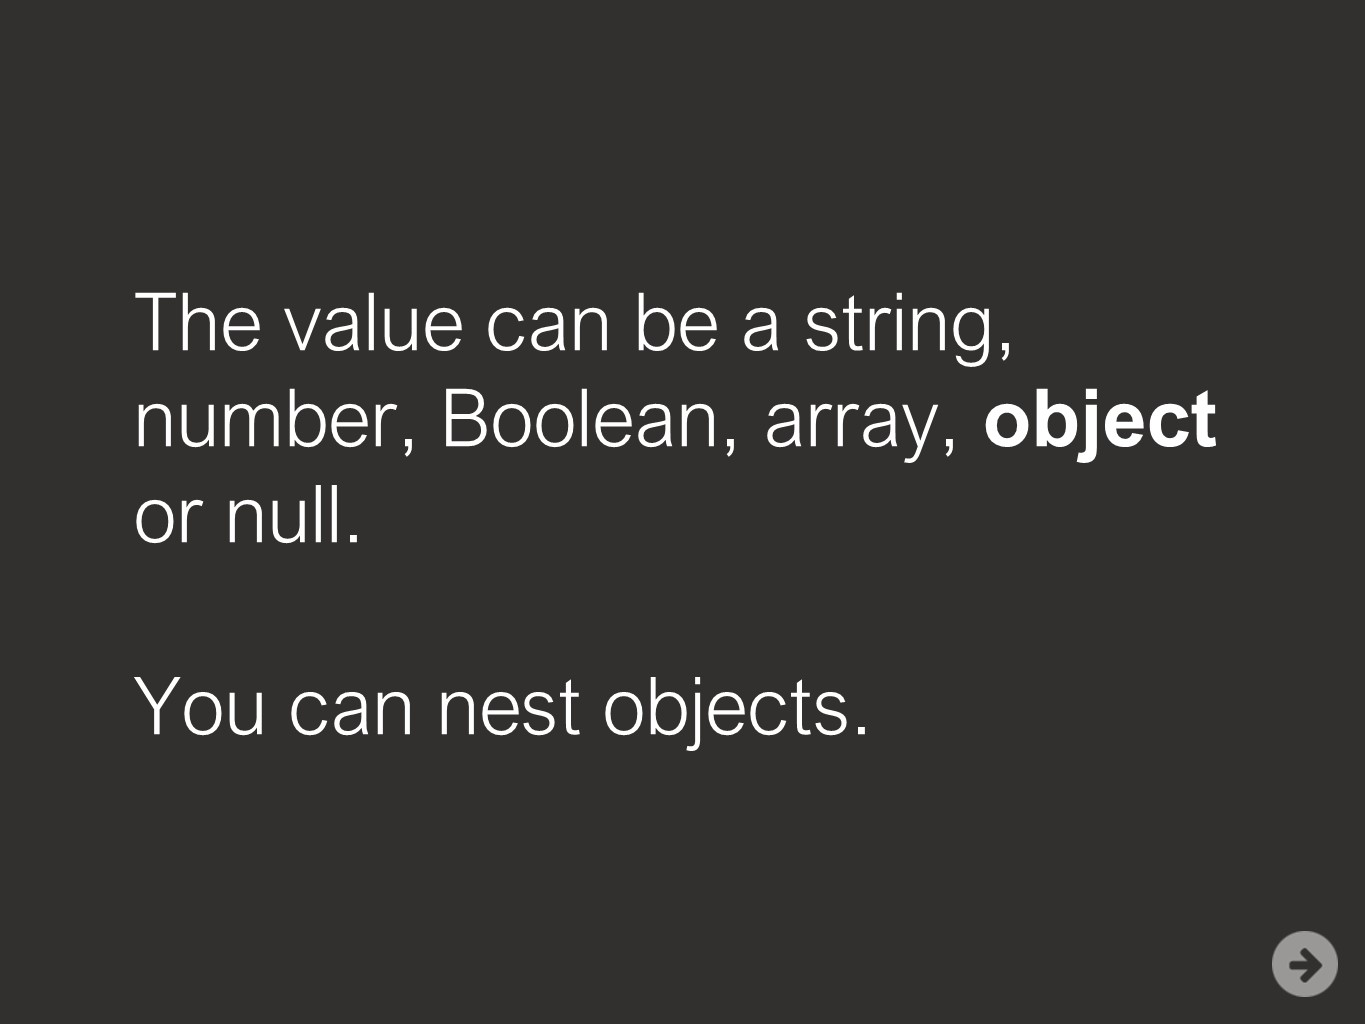 The value can be a string,
number, Boolean, array, object
or null.
You can nest objects.